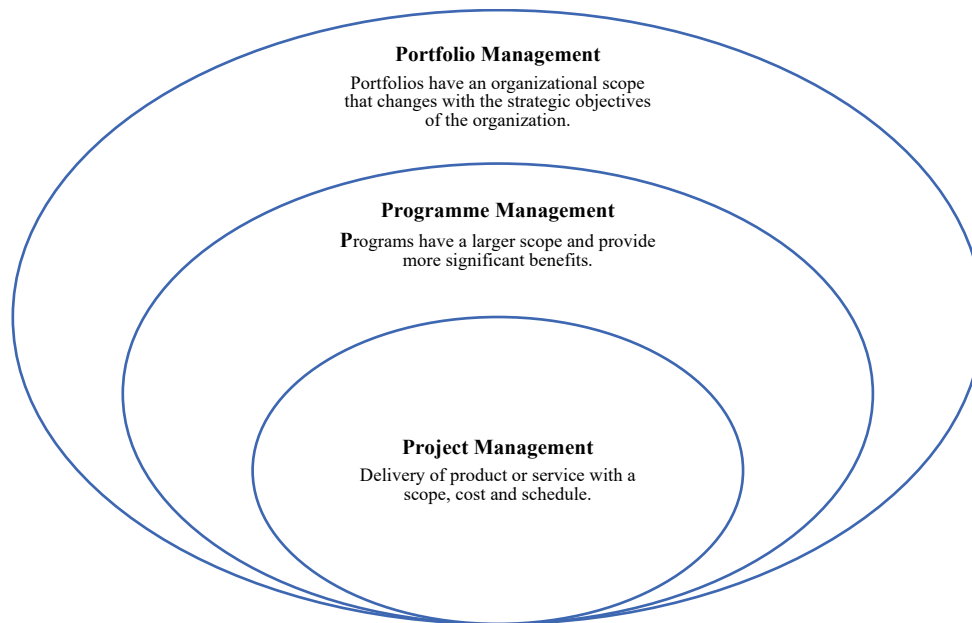 Portfolio Management
Portfolios have an organizational scope
that changes with the strategic objectives
of the organization.
Programme Management
Programs have a larger scope and provide
more significant benefits.
Project Management
Delivery of product or service with a
scope, cost and schedule.